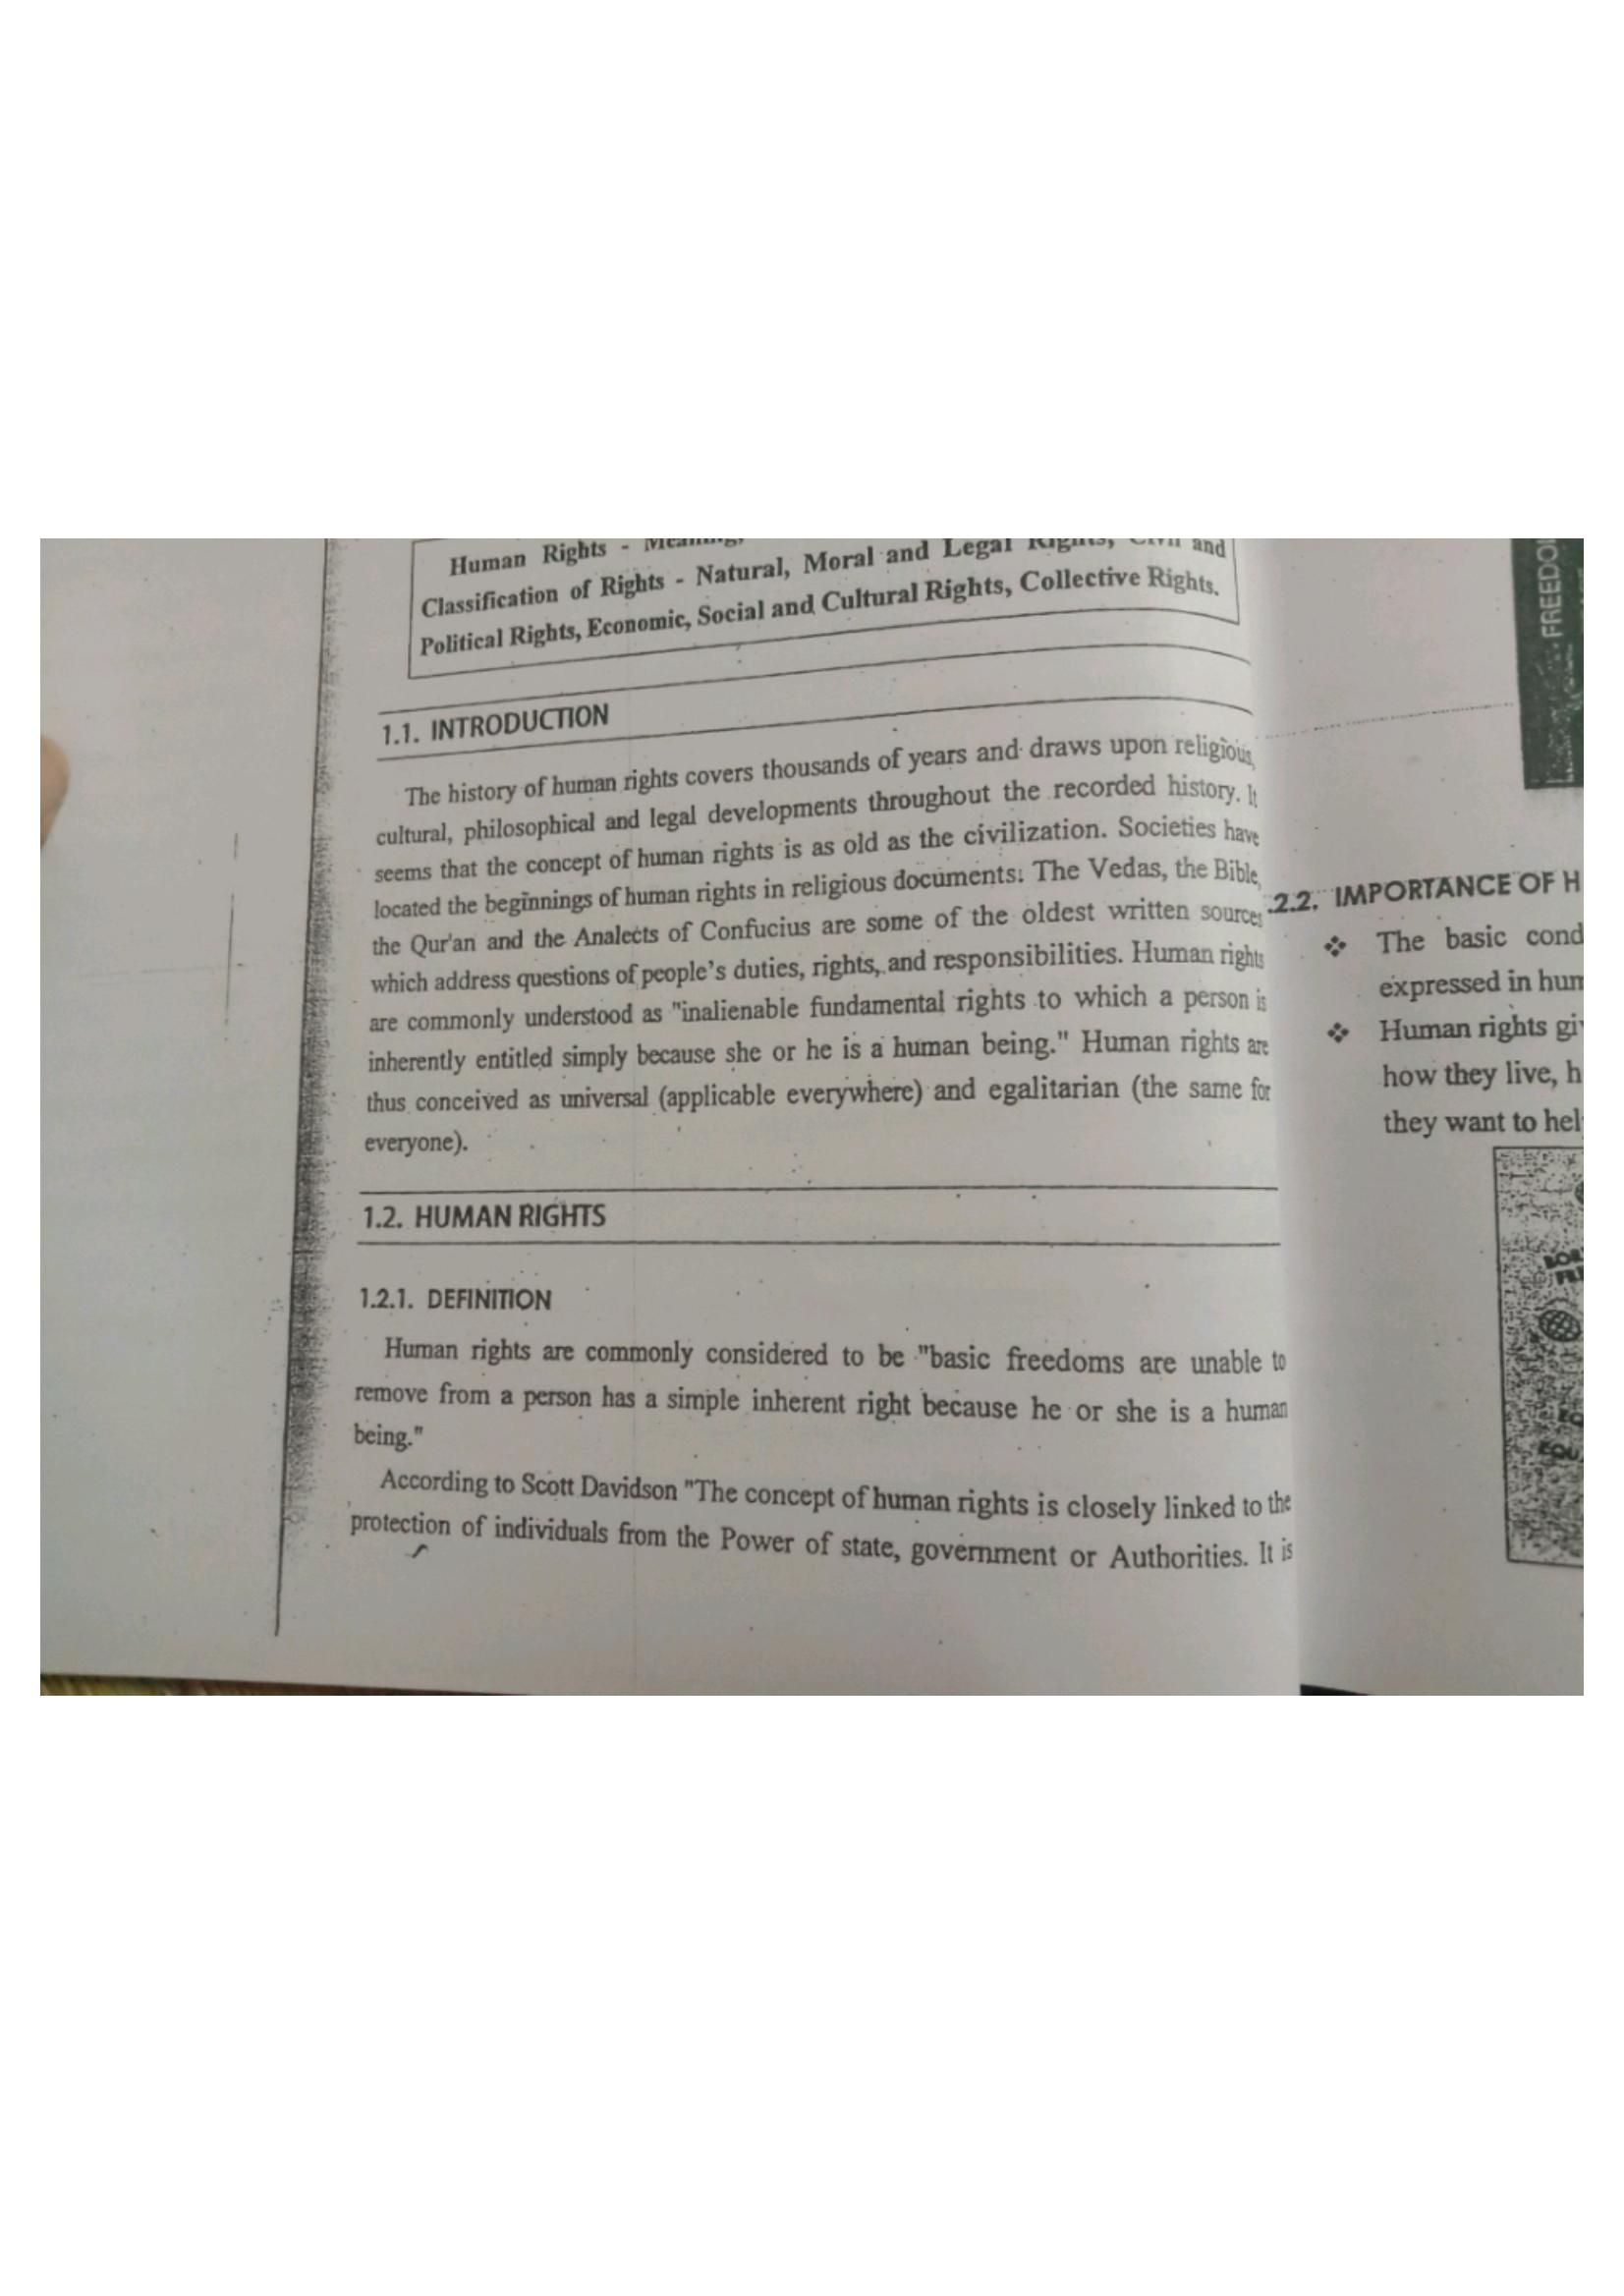 Human Rights -
Classification of Rights - Natural, Moral and Legal Rights, Civil and
Political Rights, Economic, Social and Cultural Rights, Collective Rights.
1.1. INTRODUCTION
The history of human rights covers thousands of years and draws upon religious,
cultural, philosophical and legal developments throughout the recorded history. It
seems that the concept of human rights is as old as the civilization. Societies have
located the beginnings of human rights in religious documents: The Vedas, the Bible,
the Qur'an and the Analects of Confucius are some of the oldest written sources
which address questions of people's duties, rights, and responsibilities. Human rights
are commonly understood as "inalienable fundamental rights to which a person is
inherently entitled simply because she or he is a human being." Human rights are
thus conceived as universal (applicable everywhere) and egalitarian (the same for
everyone).
1.2. HUMAN RIGHTS
1.2.1. DEFINITION
Human rights are commonly considered to be "basic freedoms are unable to
remove from a person has a simple inherent right because he or she is a human
being."
According to Scott Davidson "The concept of human rights is closely linked to the
protection of individuals from the Power of state, government or Authorities. It is
.2.2. IMPORTANCE OF H
❖ The basic cond
expressed in hum
❖ Human rights gi
how they live, h
they want to hel